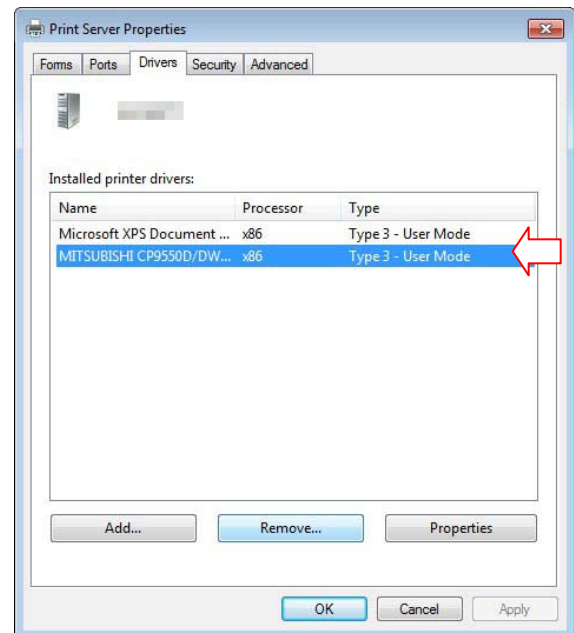 Print Server Properties
Forms Ports Drivers Security Advanced
Installed printer drivers:
Name Processor Type
Microsoft XPS Document ... x86 Type 3 - User Mode
MITSUBISHI CP9550D/DW... x86 Type 3 - User Mode
Add... Remove... Properties
OK Cancel Apply